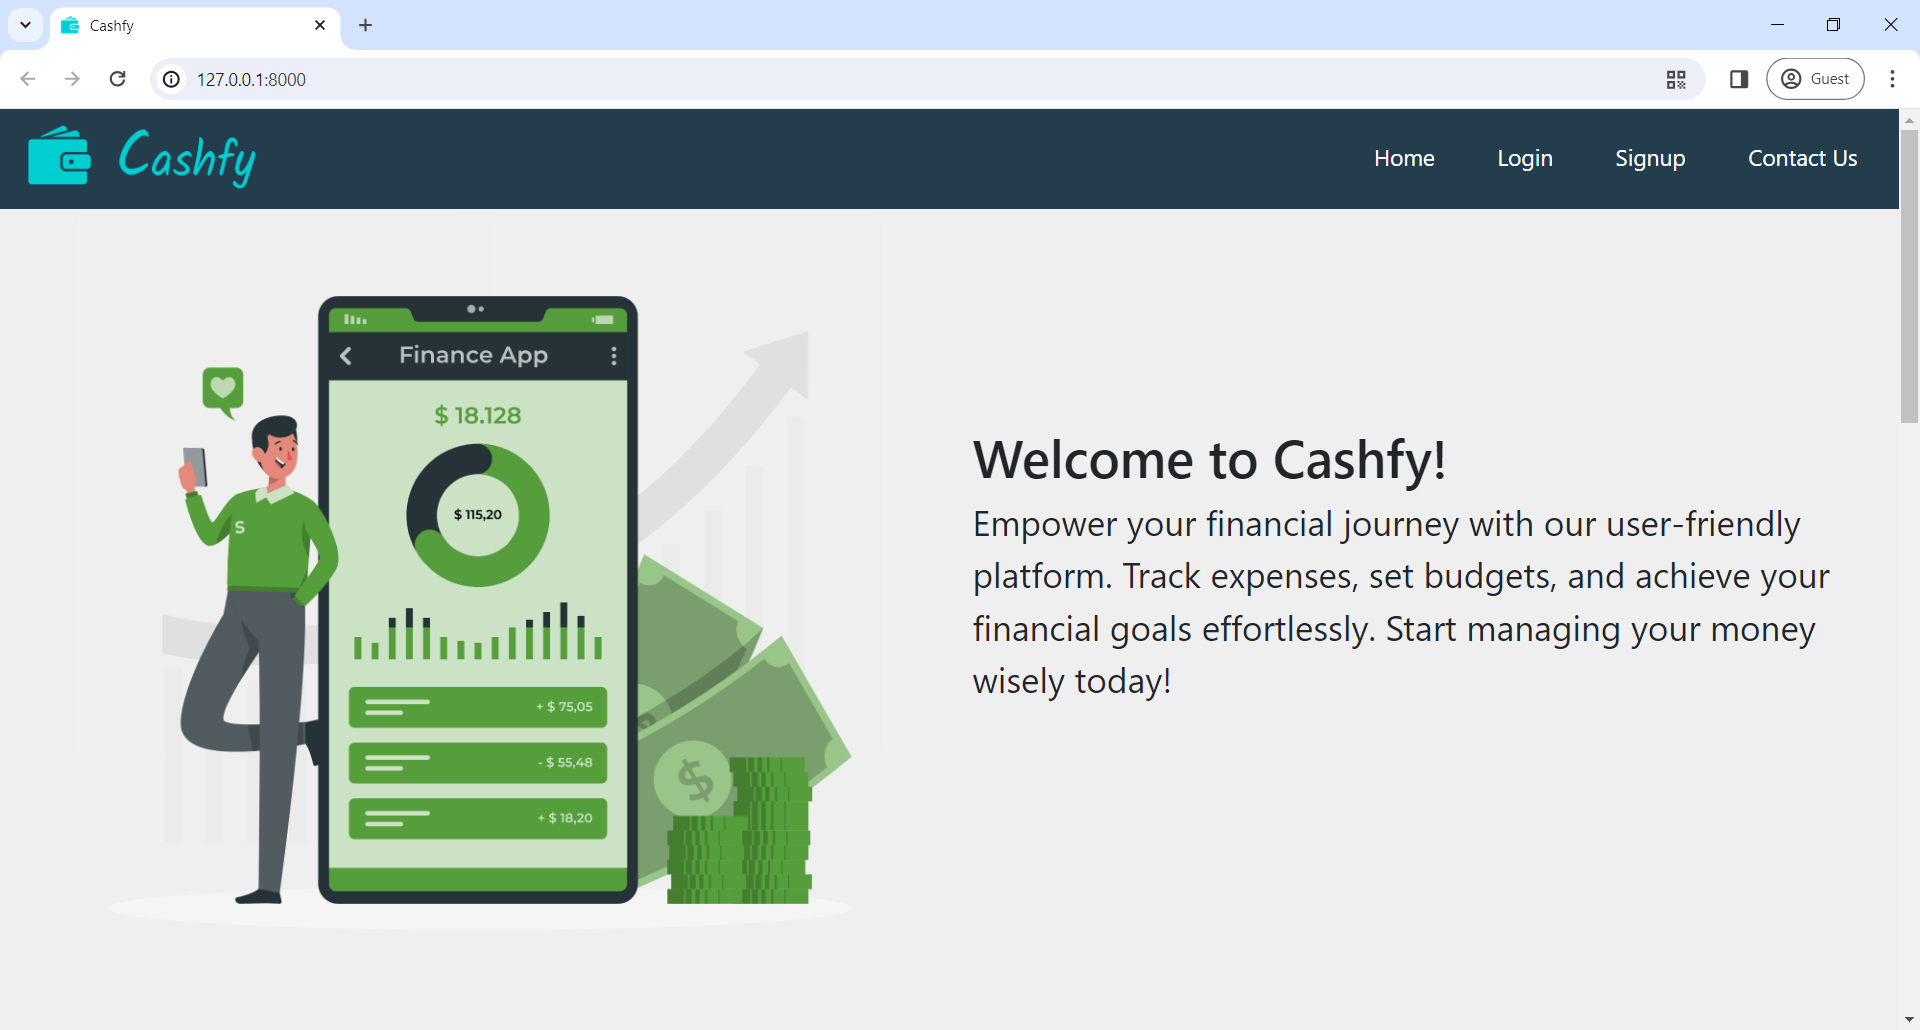 Cashfy
127.0.0.1:8000
Guest
Cashfy
Home
Login
Signup
Contact Us
Finance App
$ 18.128
$ 115,20
S
+ $ 75,05
- $ 55,48
+ $ 18,20
$
Welcome to Cashfy!
Empower your financial journey with our user-friendly
platform. Track expenses, set budgets, and achieve your
financial goals effortlessly. Start managing your money
wisely today!